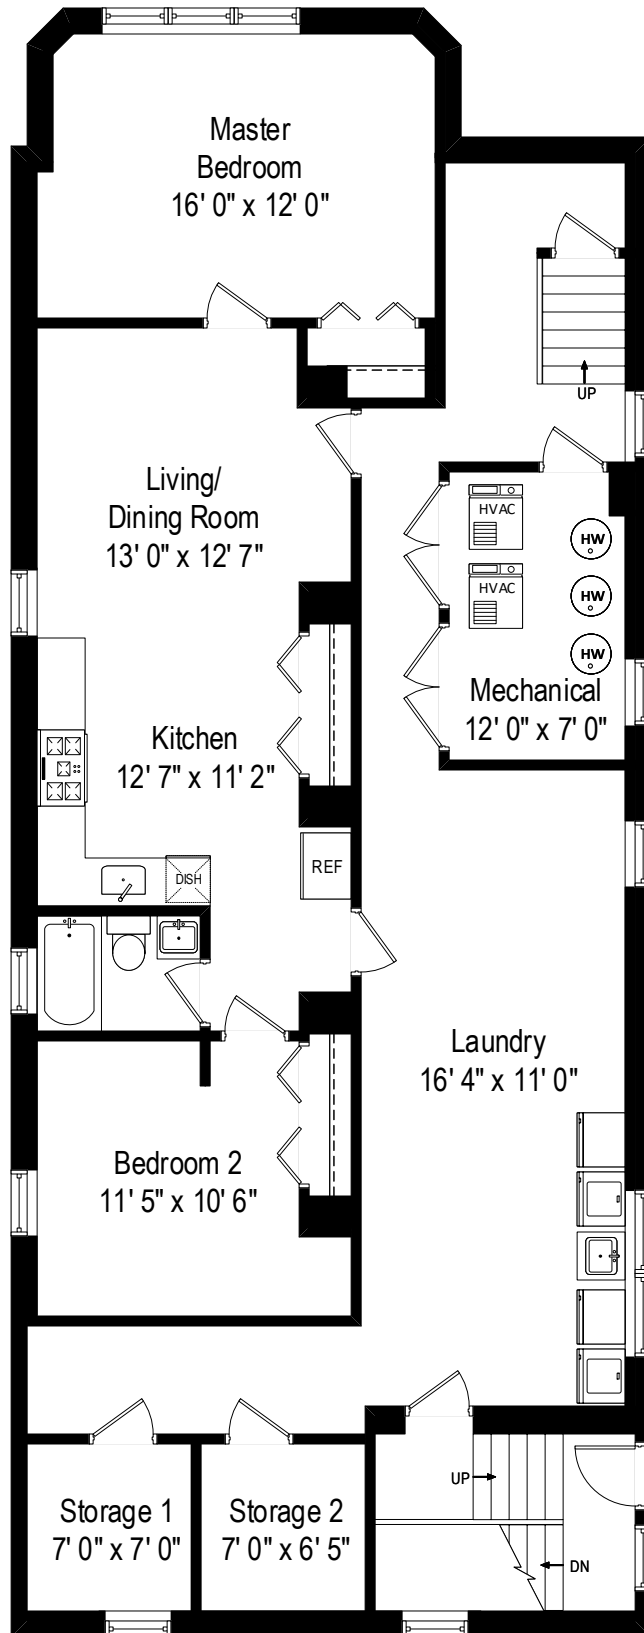 Master
Bedroom
16' 0" x 12' 0"
UP
Living/
Dining Room
13' 0" x 12' 7"
HVAC
HW
HVAC
HW
HW
Mechanical
12' 0" x 7' 0"
Kitchen
12' 7" x 11' 2"
REF
DISH
Laundry
16' 4" x 11' 0"
Bedroom 2
11' 5" x 10' 6"
UP
Storage 1
7' 0" x 7' 0"
Storage 2
7' 0" x 6' 5"
DN